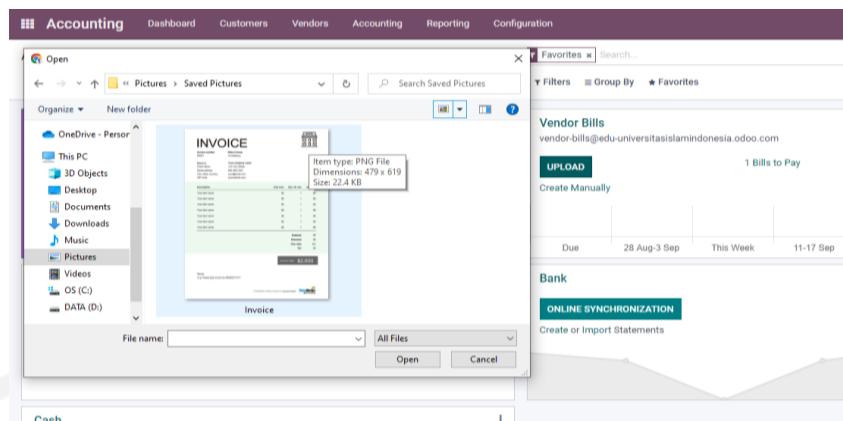 Accounting Dashboard Customers Vendors Accounting Reporting Configuration
Open
Favorites × Search...
« Pictures › Saved Pictures
Search Saved Pictures
Filters Group By Favorites
Organize New folder
OneDrive - Person
This PC
3D Objects
Desktop
Documents
Downloads
Music
Pictures
Videos
OS (C:)
DATA (D:)
INVOICE
Item type: PNG File
Dimensions: 479 x 619
Size: 22.4 KB
Invoice
File name:
All Files
Open Cancel
Vendor Bills
vendor-bills@edu-universitasislamindonesia.odoo.com
UPLOAD
1 Bills to Pay
Create Manually
Due 28 Aug-3 Sep This Week 11-17 Sep
Bank
ONLINE SYNCHRONIZATION
Create or Import Statements
Cash